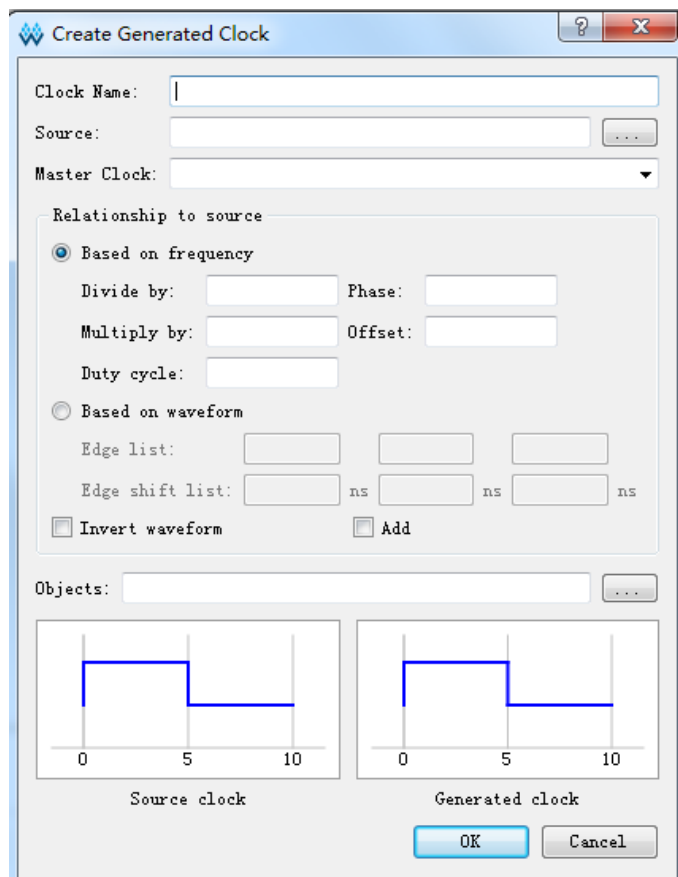 Create Generated Clock
?
Clock Name:
Source: ...
Master Clock:
Relationship to source
Based on frequency
Divide by: Phase:
Multiply by: Offset:
Duty cycle:
Based on waveform
Edge list:
Edge shift list: ns ns ns
Invert waveform Add
Objects: ...
0 5 10 0 5 10
Source clock Generated clock
OK Cancel